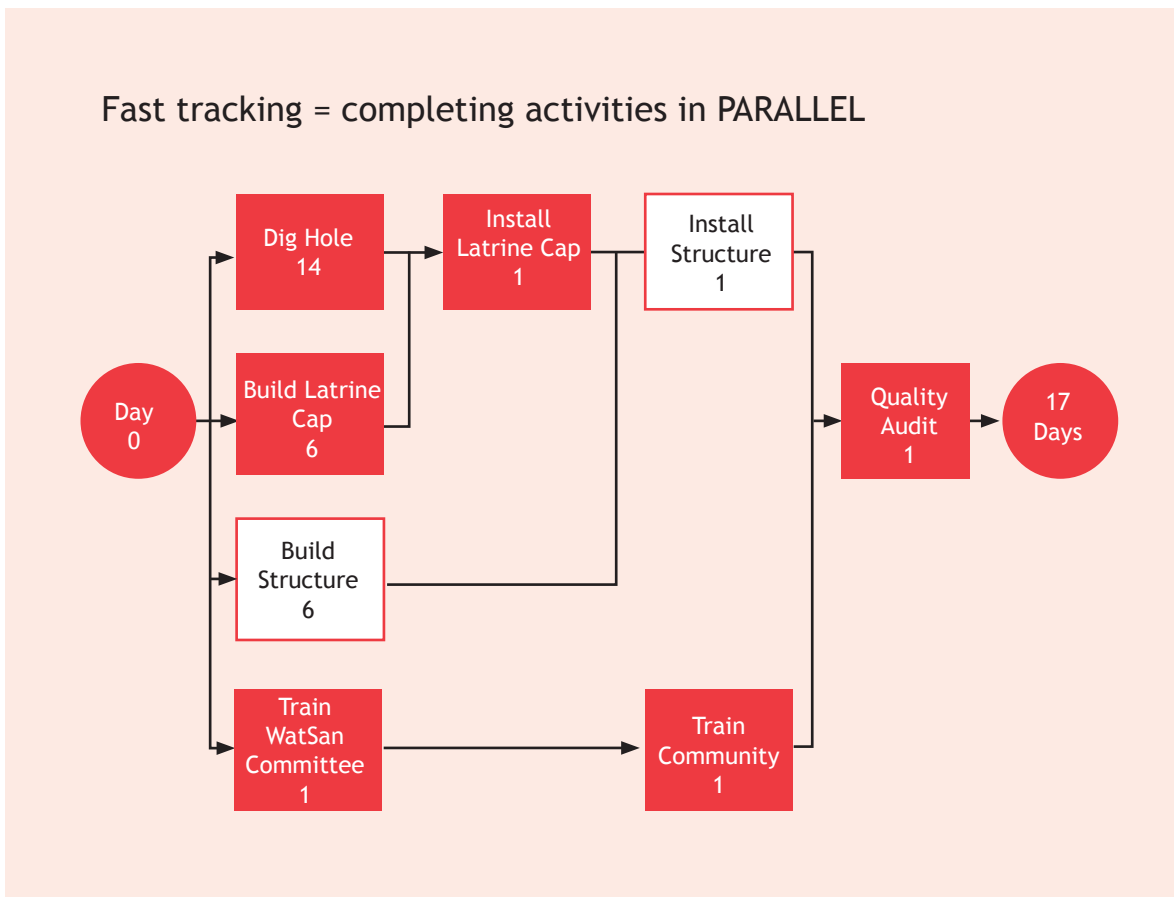 Fast tracking = completing activities in PARALLEL
Dig Hole
14
Install
Latrine Cap
1
Install
Structure
1
Day
0
Build Latrine
Cap
6
Quality
Audit
1
17
Days
Build
Structure
6
Train
WatSan
Committee
1
Train
Community
1